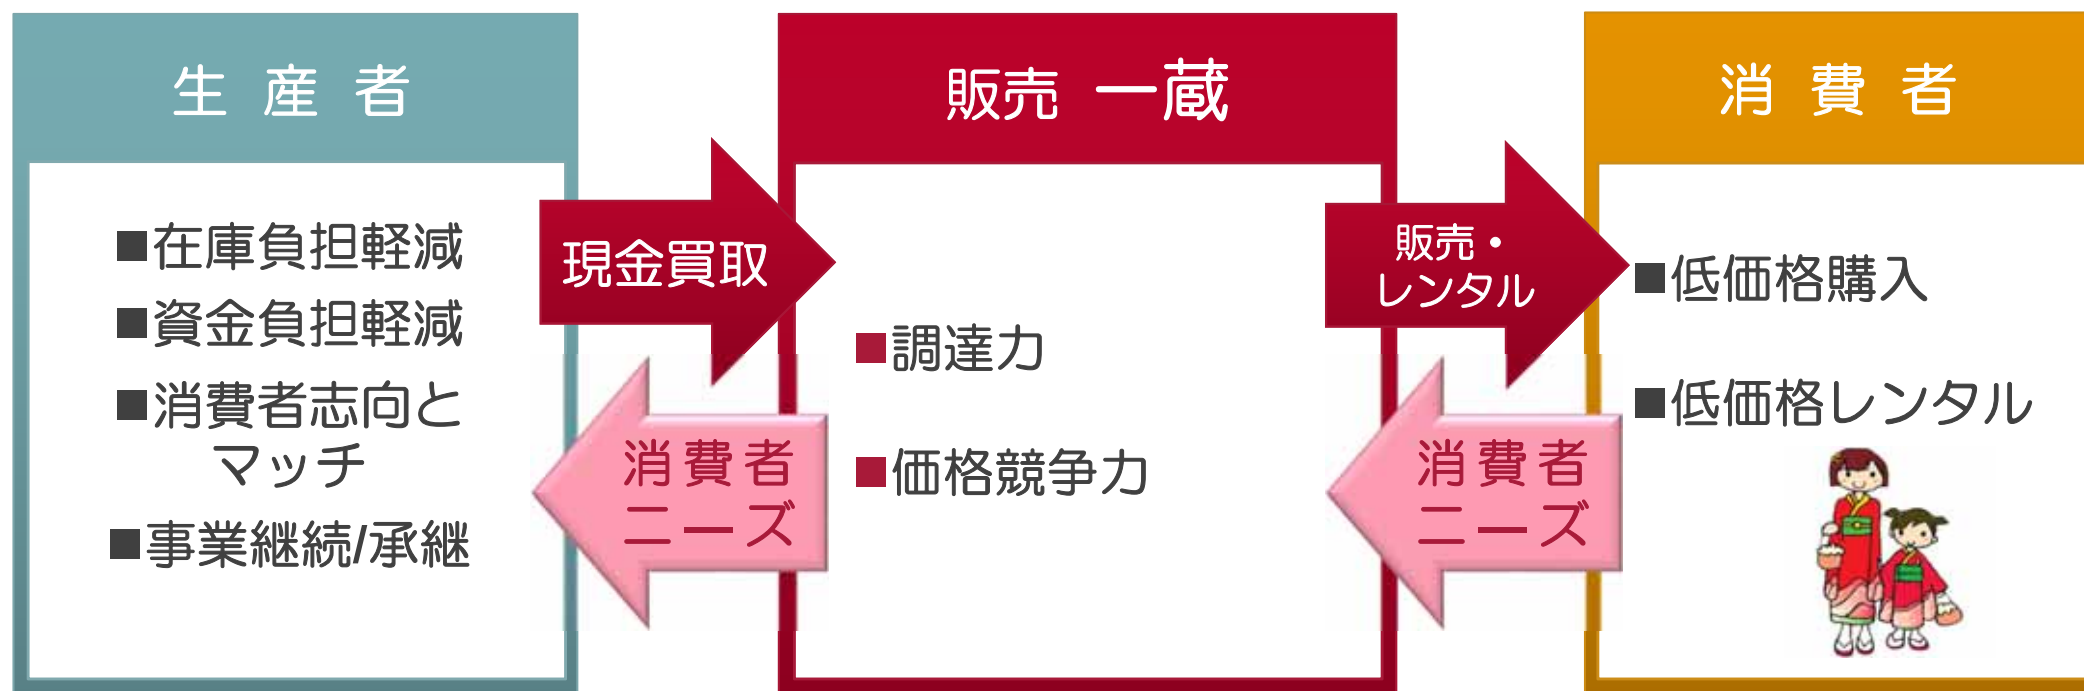 生産者
■在庫負担軽減
■資金負担軽減
■消費者志向と
マッチ
■事業継続/承継
現金買取
消費者
ニーズ
販売 一蔵
■調達力
■価格競争力
販売・
レンタル
消費者
ニーズ
消費者
■低価格購入
■低価格レンタル